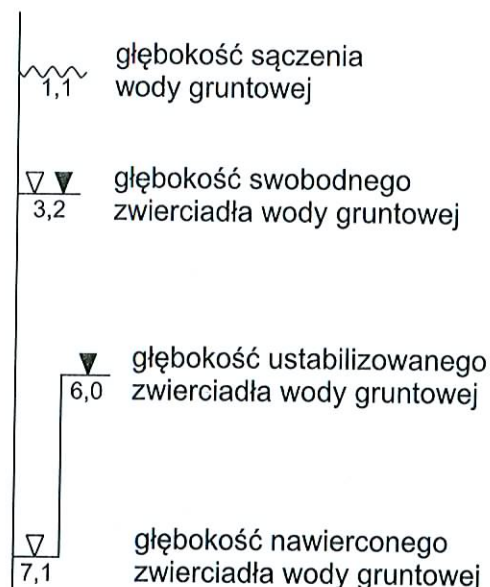 głębokość sączenia
1,1
wody gruntowej
głębokość swobodnego
3,2
zwierciadła wody gruntowej
głębokość ustabilizowanego
6,0
zwierciadła wody gruntowej
głębokość nawierconego
7,1
zwierciadła wody gruntowej